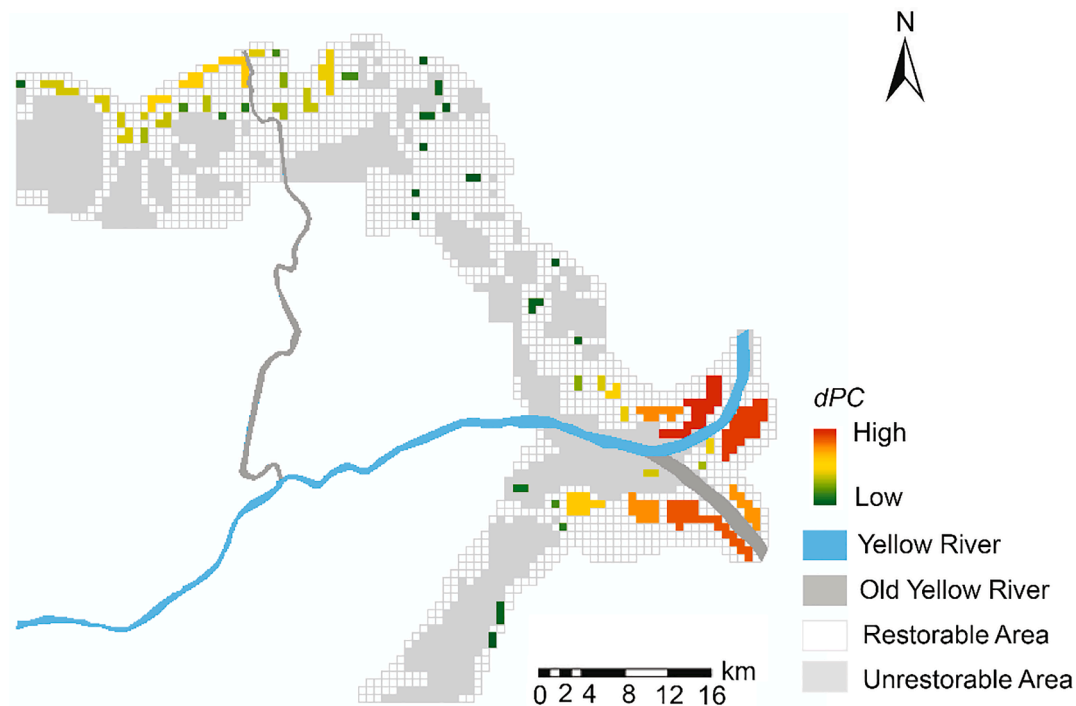 N
dPC
High
Low
Yellow River
Old Yellow River
Restorable Area
Unrestorable Area
km
0 2 4 8 12 16